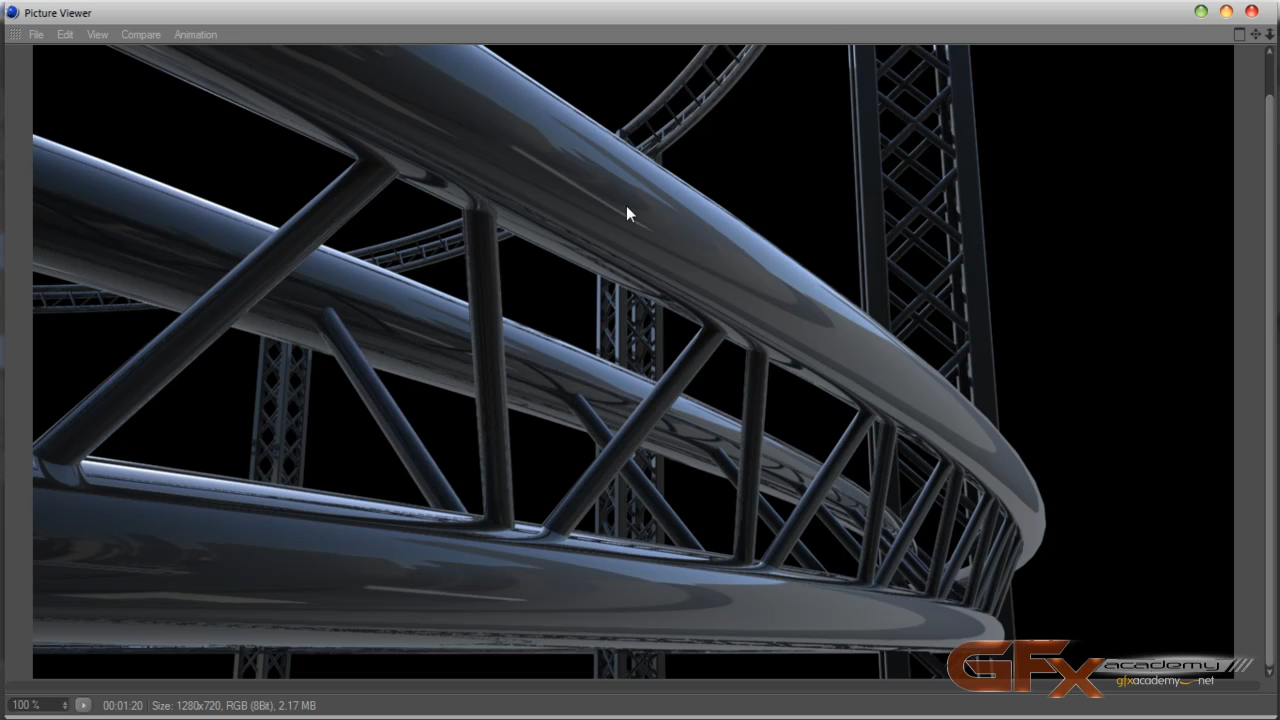 Picture Viewer
File Edit View Compare Animation
GFx academy
gfxacademy net
100 % 00:01:20 Size: 1280x720, RGB (8Bit), 2.17 MB